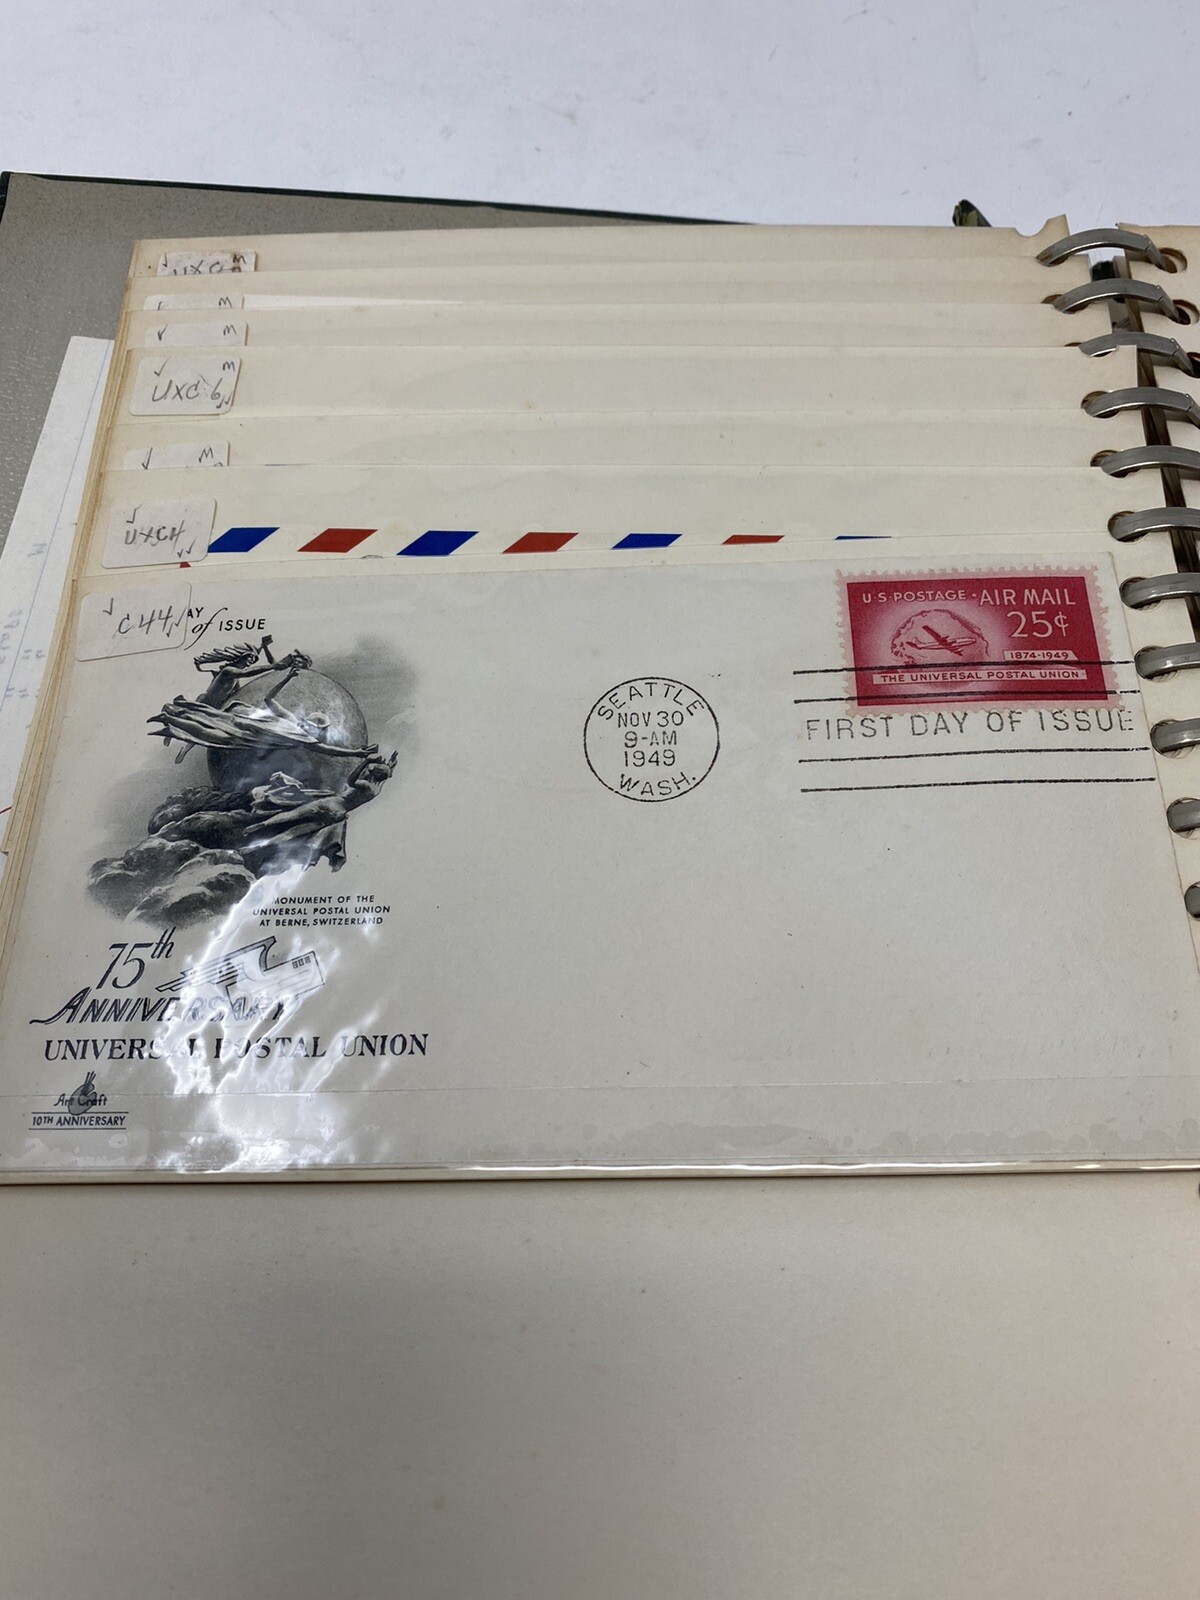 M
M
M
M
UXC 6
M
UXC4
C44
AY
of ISSUE
U·S·POSTAGE · AIR MAIL
25¢
1874-1949
THE UNIVERSAL POSTAL UNION
SEATTLE
NOV 30
9-AM
1949
WASH.
FIRST DAY OF ISSUE
MONUMENT OF THE
UNIVERSAL POSTAL UNION
AT BERNE, SWITZERLAND
75th
ANNIVERSARY
UNIVERSAL POSTAL UNION
Art Craft
10TH ANNIVERSARY